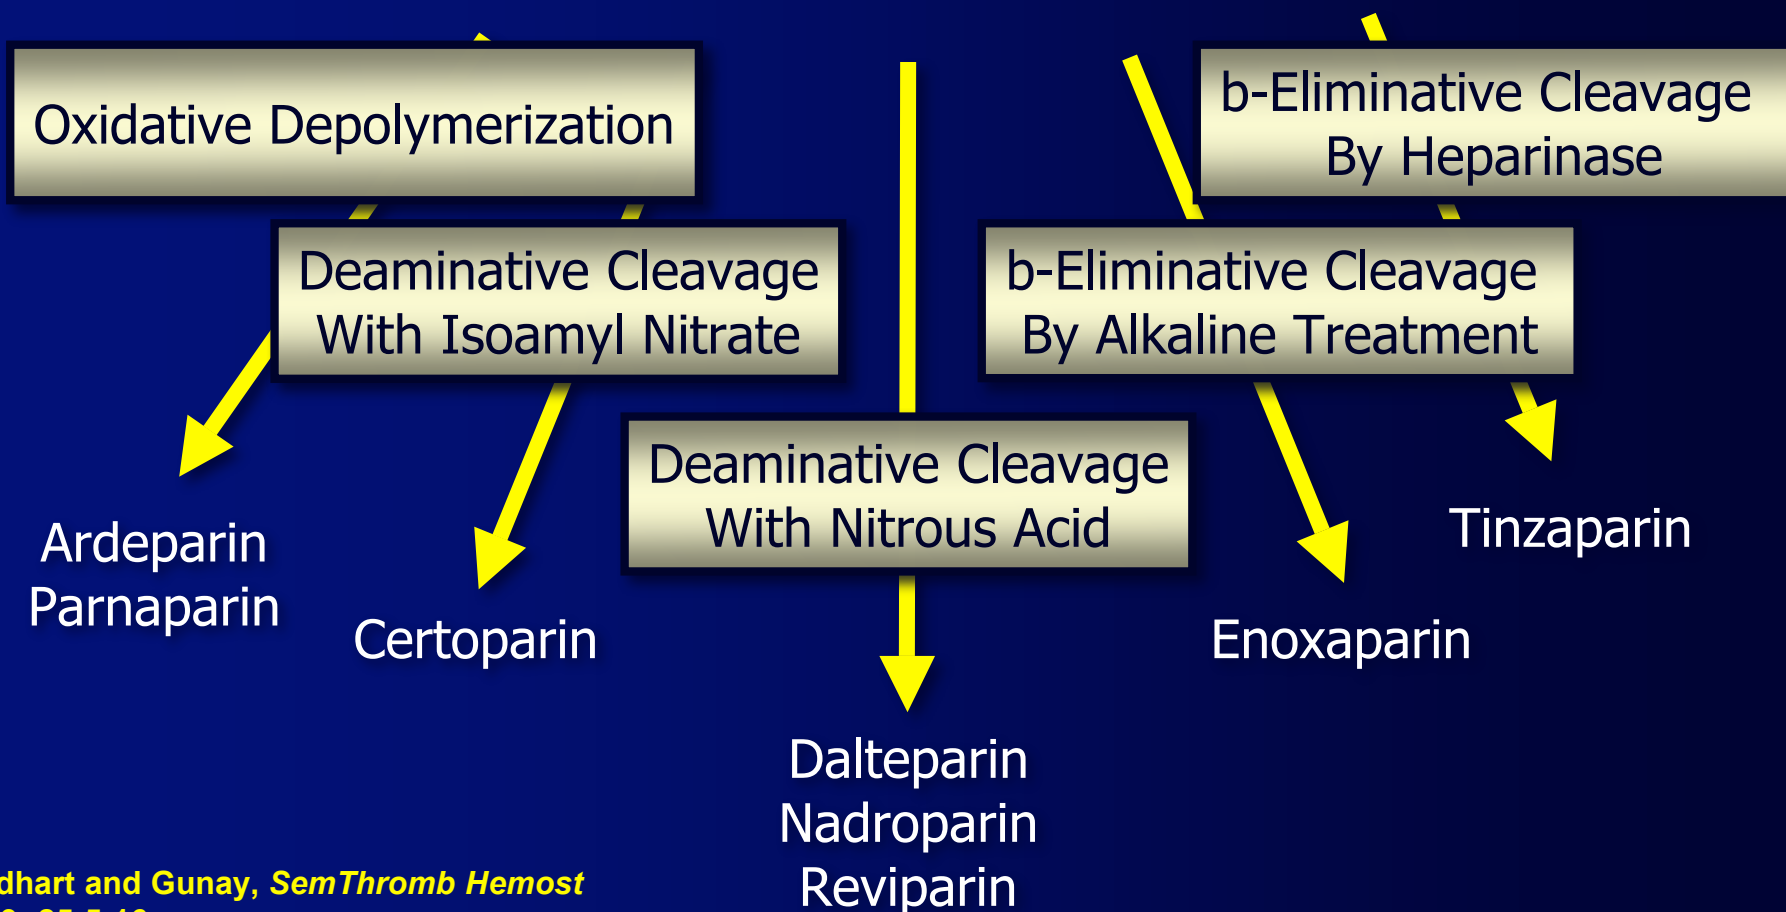 Oxidative Depolymerization
b-Eliminative Cleavage
By Heparinase
Deaminative Cleavage
With Isoamyl Nitrate
b-Eliminative Cleavage
By Alkaline Treatment
Deaminative Cleavage
With Nitrous Acid
Ardeparin
Parnaparin
Certoparin
Dalteparin
Nadroparin
Reviparin
Enoxaparin
Tinzaparin
and Gunay, SemThromb Hemost